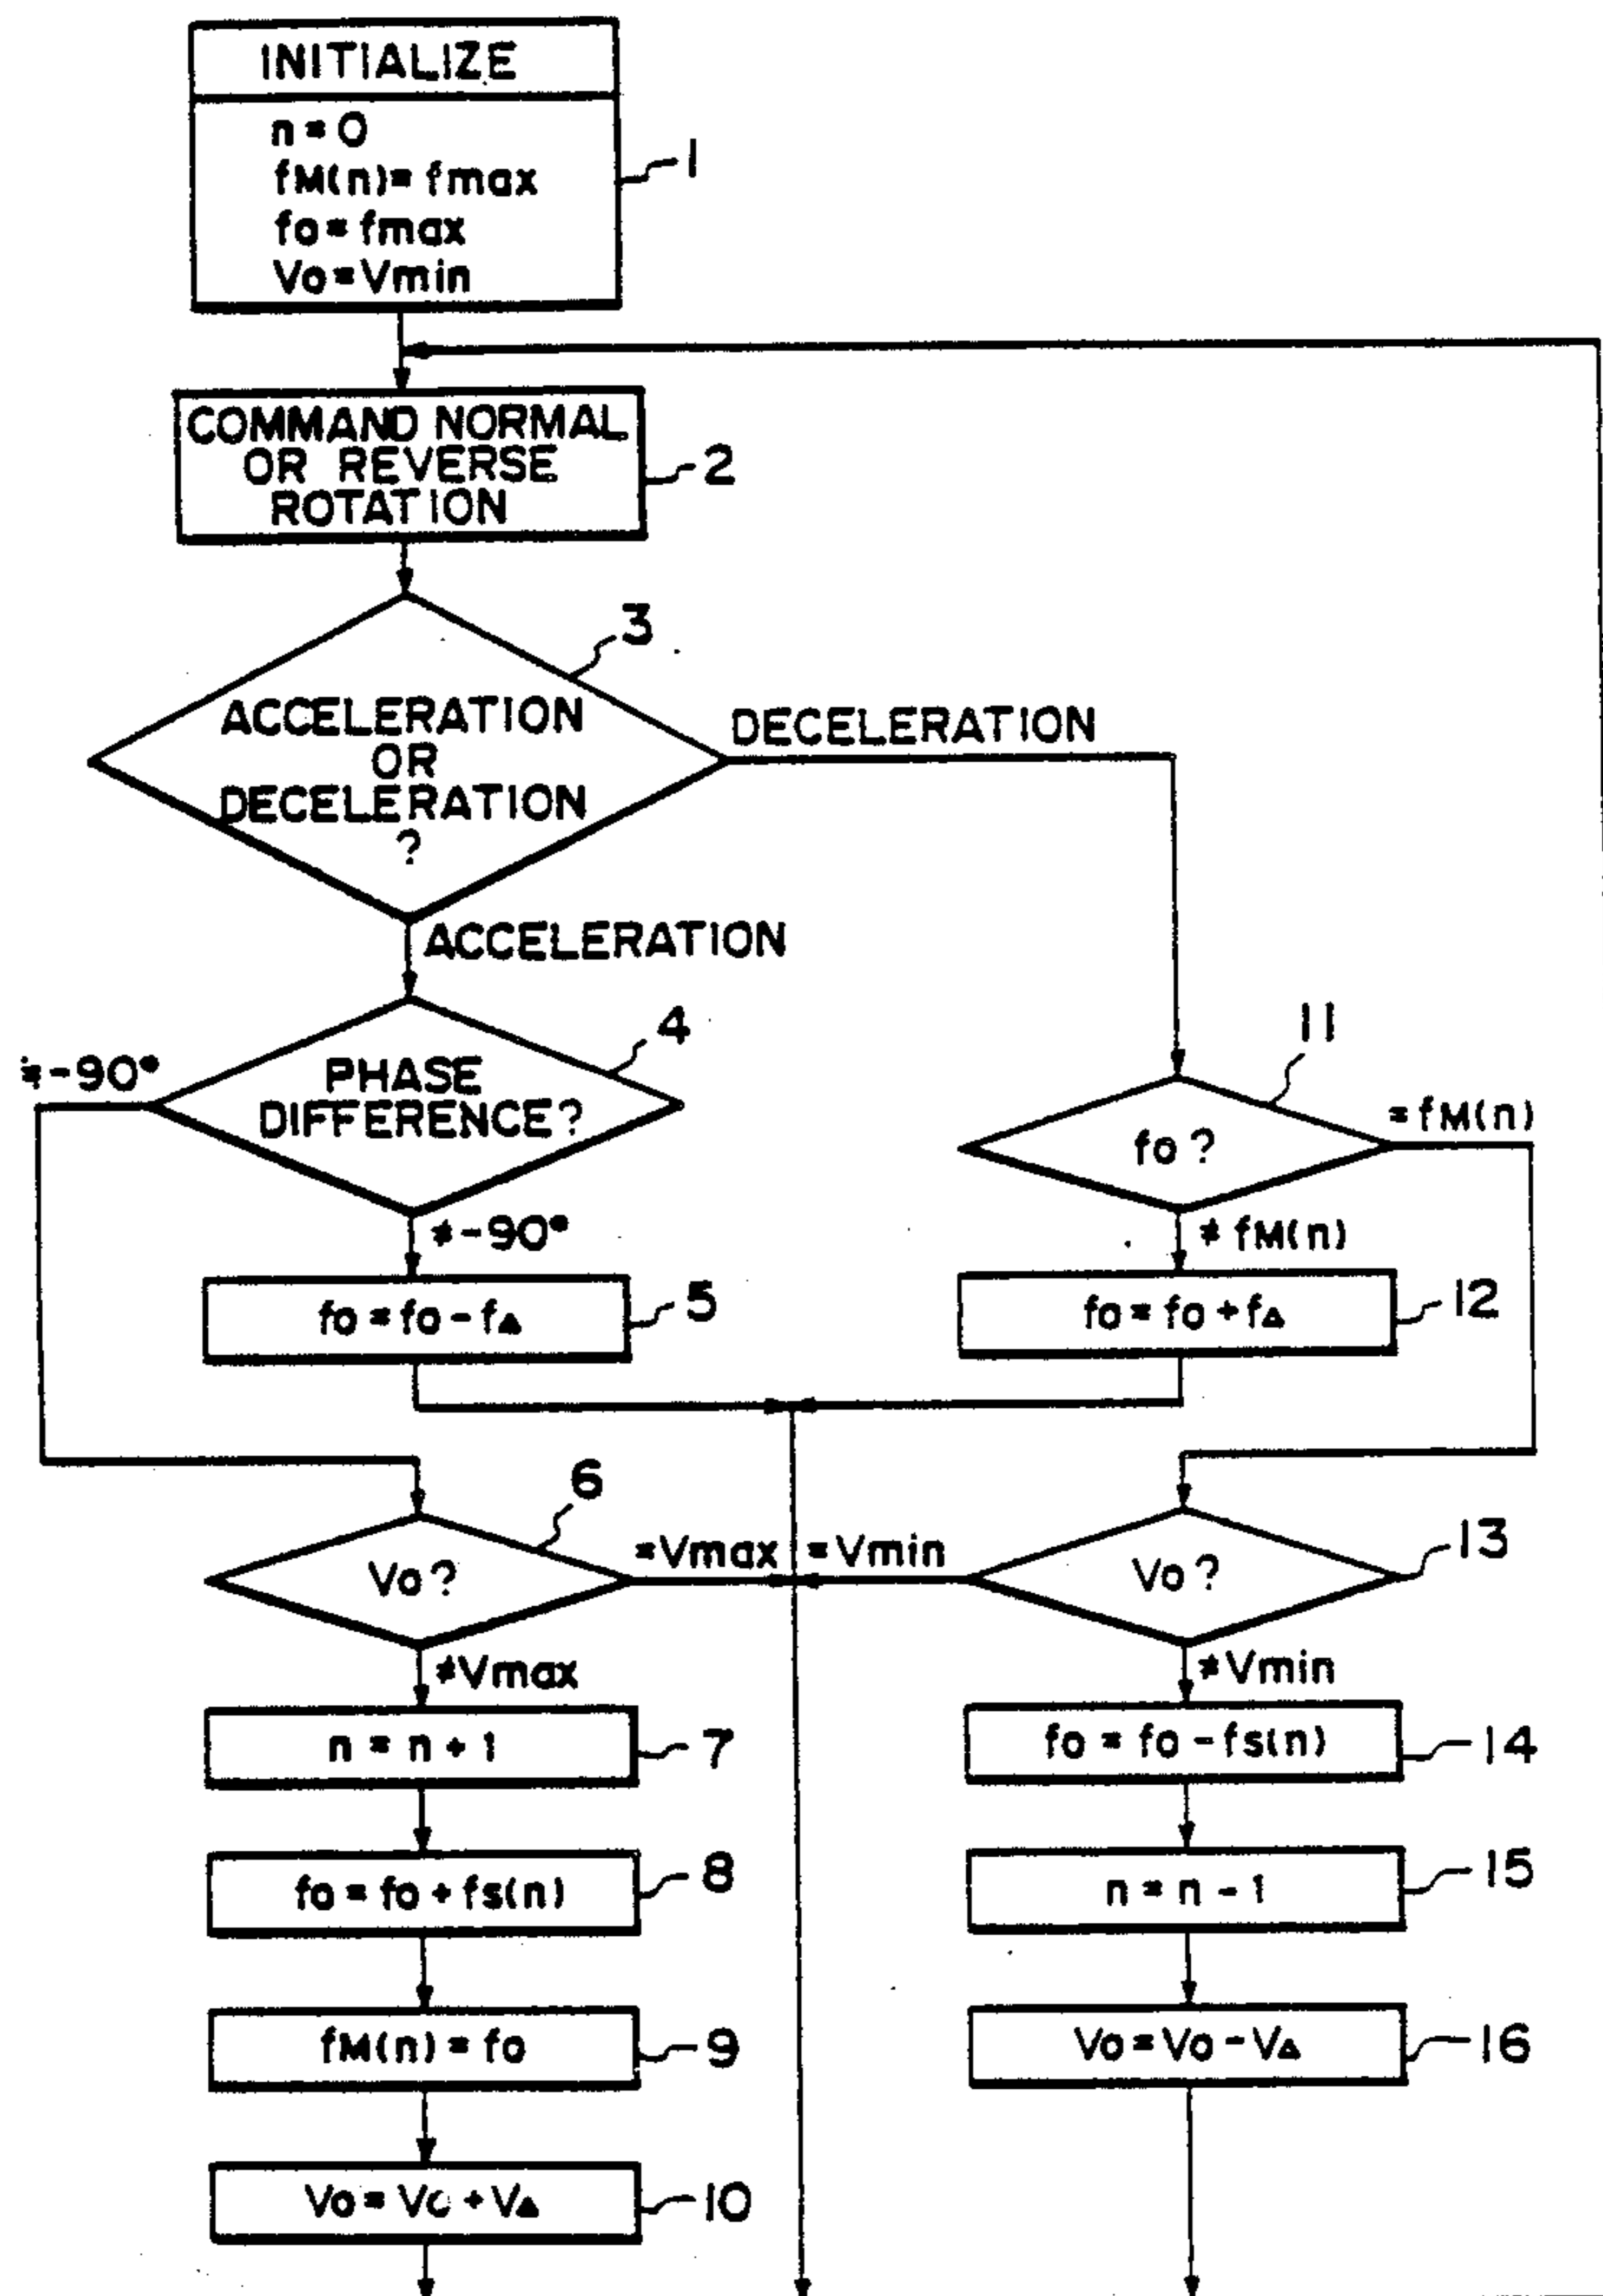 INITIALIZE
n = 0
fM(n) = fmax
fo = fmax
Vo = Vmin
1
COMMAND NORMAL
OR REVERSE
ROTATION
2
3
ACCELERATION
OR
DECELERATION
?
DECELERATION
ACCELERATION
4
PHASE
DIFFERENCE?
≒-90°
≠-90°
11
fo?
= fM(n)
≠ fM(n)
fo = fo - f△
5
fo = fo + f△
12
6
Vo?
=Vmax
=Vmin
Vo?
13
≠Vmax
≠Vmin
n = n + 1
7
fo = fo - fs(n)
14
fo = fo + fs(n)
8
n = n - 1
15
fM(n) = fo
9
Vo = Vo - V△
16
Vo = Vo + V△
10